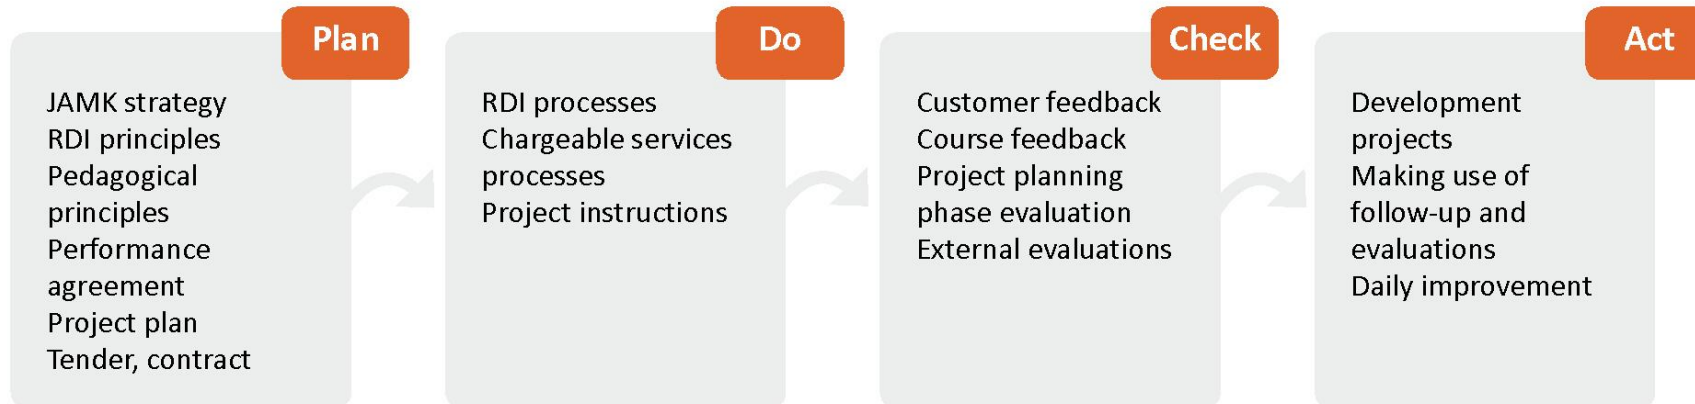 Plan
JAMK strategy
RDI principles
Pedagogical
principles
Performance
agreement
Project plan
Tender, contract
Do
RDI processes
Chargeable services
processes
Project instructions
Check
Customer feedback
Course feedback
Project planning
phase evaluation
External evaluations
Act
Development
projects
Making use of
follow-up and
evaluations
Daily improvement